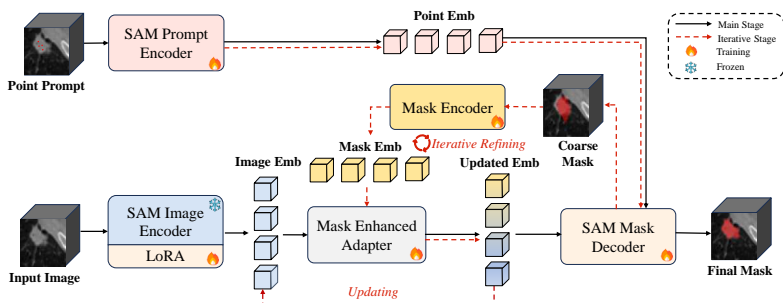 SAM Prompt
Encoder
Point Prompt
Point Emb
Main Stage
Iterative Stage
Training
Frozen
Mask Encoder
Coarse
Mask
Iterative Refining
Mask Emb
Image Emb
Updated Emb
SAM Image
Encoder
LoRA
Input Image
Mask Enhanced
Adapter
SAM Mask
Decoder
Final Mask
Updating